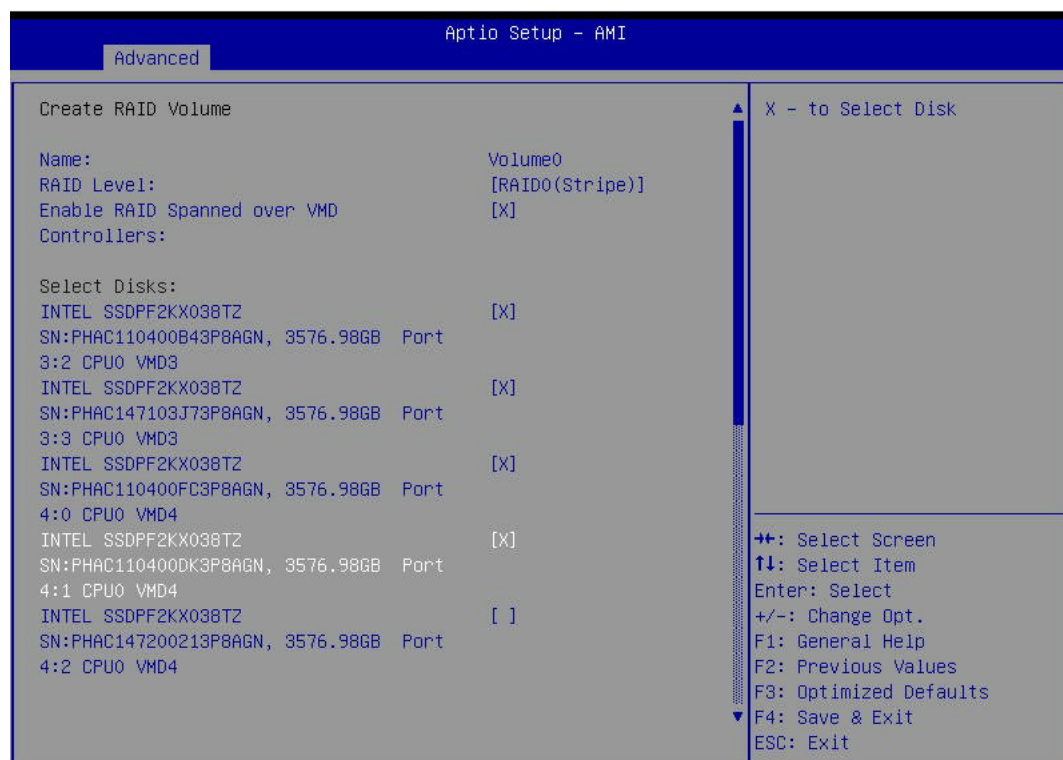 Aptio Setup - AMI
Advanced
Create RAID Volume
Name: Volume0
RAID Level: [RAID0(Stripe)]
Enable RAID Spanned over VMD [X]
Controllers:
Select Disks:
INTEL SSDPF2KX038TZ [X]
SN:PHAC110400B43P8AGN, 3576.98GB Port
3:2 CPU0 VMD3
INTEL SSDPF2KX038TZ [X]
SN:PHAC147103J73P8AGN, 3576.98GB Port
3:3 CPU0 VMD3
INTEL SSDPF2KX038TZ [X]
SN:PHAC110400FC3P8AGN, 3576.98GB Port
4:0 CPU0 VMD4
INTEL SSDPF2KX038TZ [X]
SN:PHAC110400DK3P8AGN, 3576.98GB Port
4:1 CPU0 VMD4
INTEL SSDPF2KX038TZ [ ]
SN:PHAC147200213P8AGN, 3576.98GB Port
4:2 CPU0 VMD4
X - to Select Disk
→←: Select Screen
↑↓: Select Item
Enter: Select
+/-: Change Opt.
F1: General Help
F2: Previous Values
F3: Optimized Defaults
F4: Save & Exit
ESC: Exit